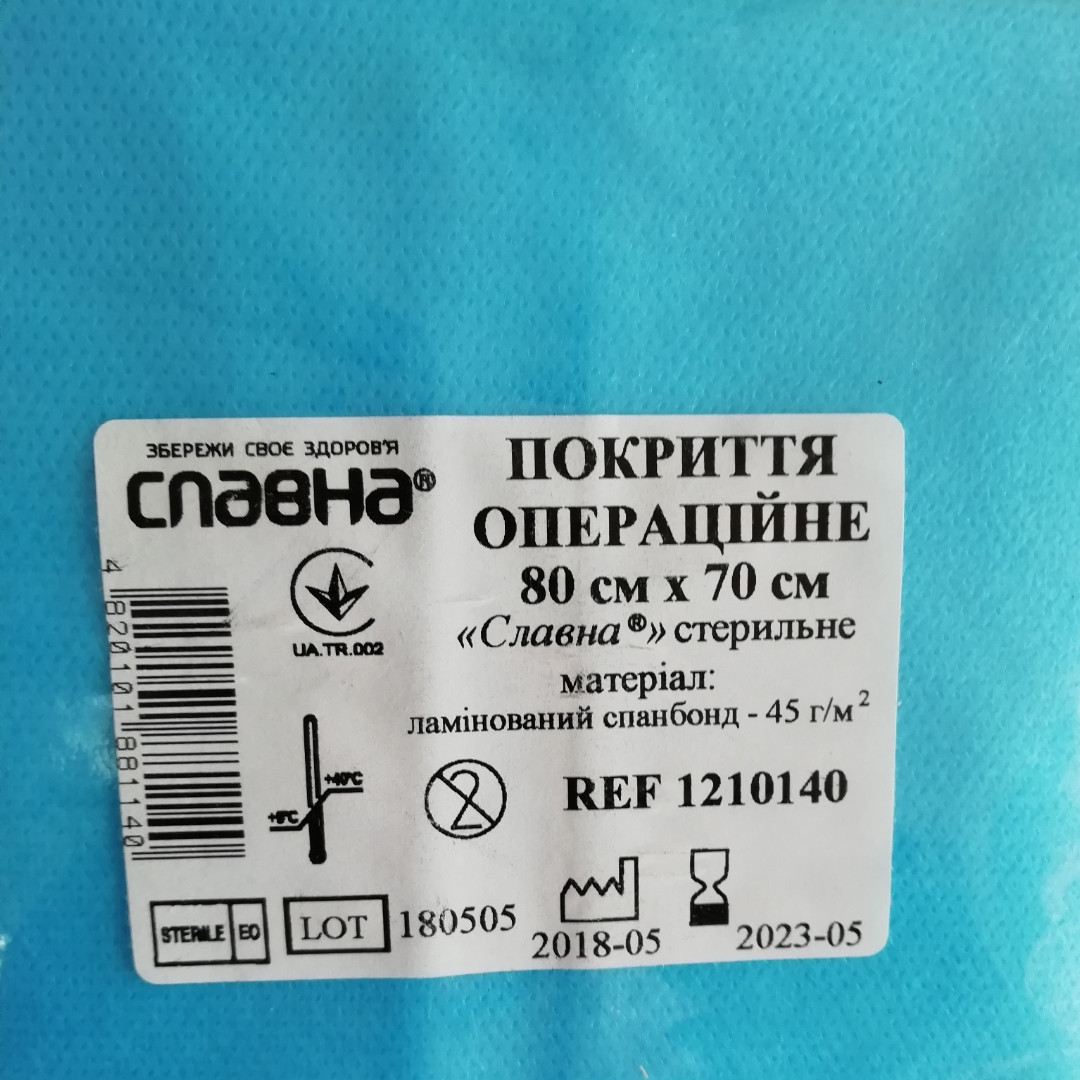 ЗБЕРЕЖИ СВОЄ ЗДОРОВ'Я
СЛАВНА®
ПОКРИТТЯ
ОПЕРАЦІЙНЕ
80 см х 70 см
«Славна®» стерильне
матеріал:
ламінований спанбонд - 45 г/м²
UA.TR.002
4 820101 881140
+40°C
+5°C
2
REF 1210140
STERILE EO
LOT 180505
2018-05
2023-05